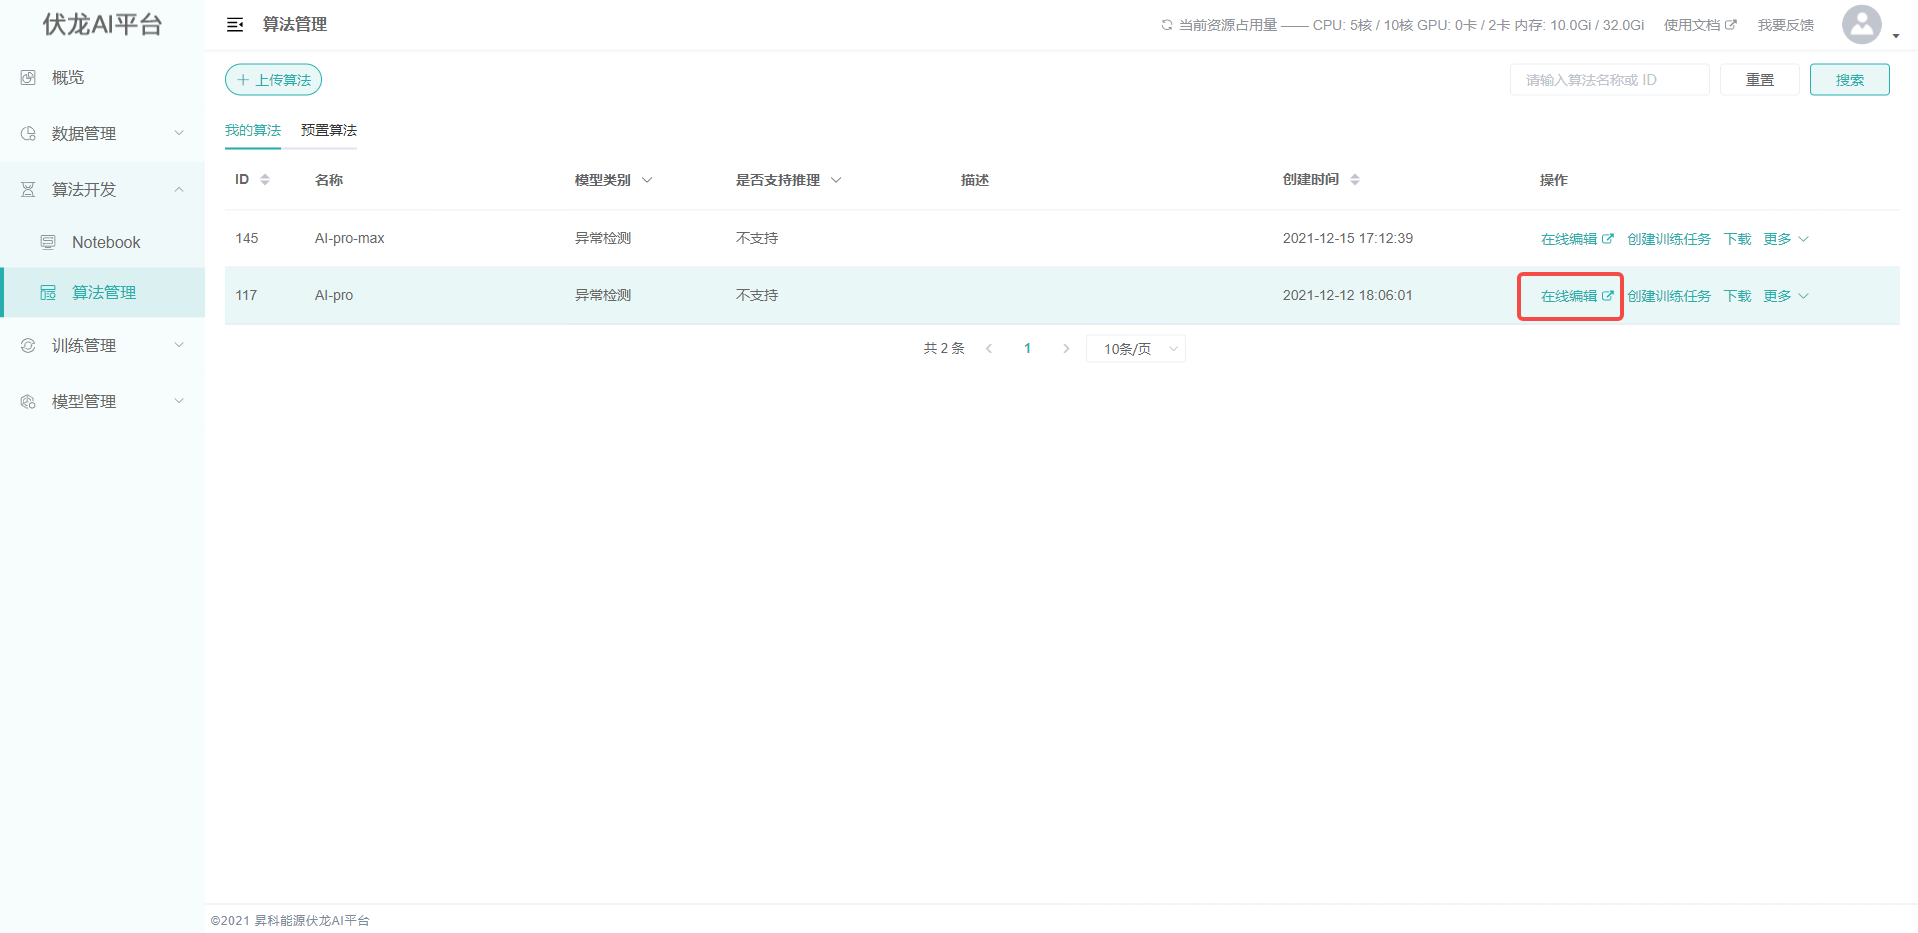 伏龙AI平台
算法管理
当前资源占用量 —— CPU: 5核 / 10核 GPU: 0卡 / 2卡 内存: 10.0Gi / 32.0Gi
使用文档
我要反馈
概览
数据管理
算法开发
Notebook
算法管理
训练管理
模型管理
上传算法
请输入算法名称或 ID
重置
搜索
我的算法
预置算法
ID 名称 模型类别 是否支持推理 描述 创建时间 操作
145 AI-pro-max 异常检测 不支持 2021-12-15 17:12:39 在线编辑 创建训练任务 下载 更多
117 AI-pro 异常检测 不支持 2021-12-12 18:06:01 在线编辑 创建训练任务 下载 更多
共 2 条 1 10条/页
©2021 昇科能源伏龙AI平台